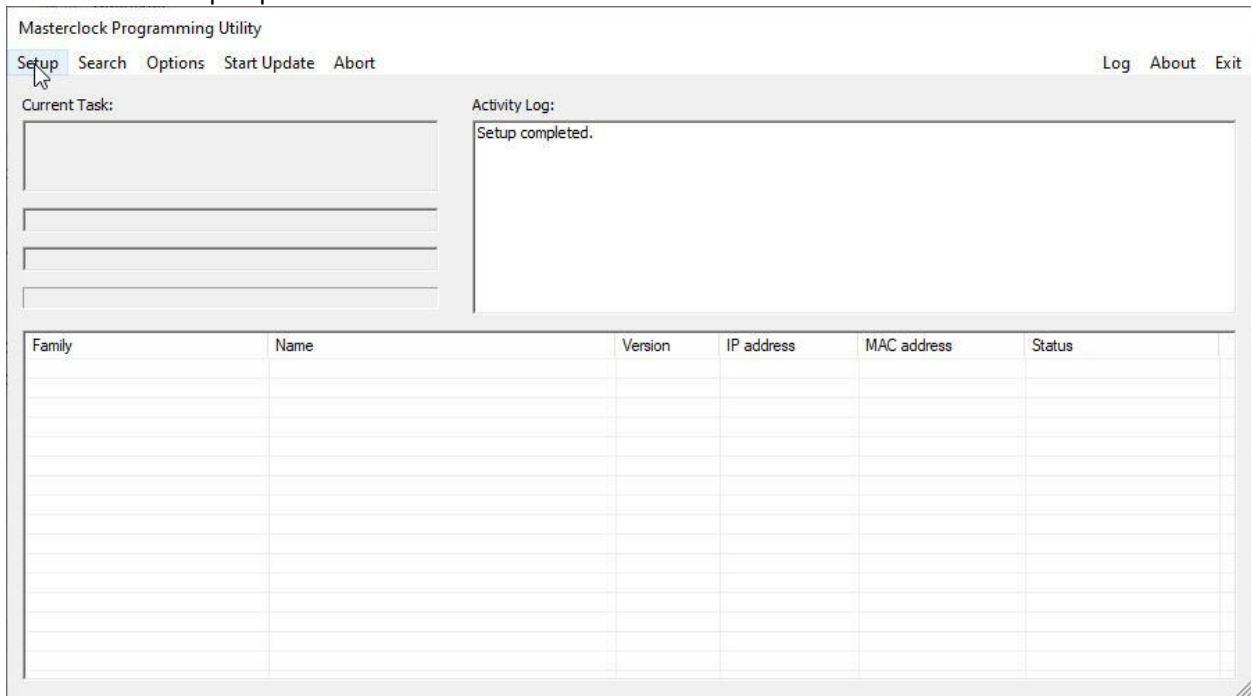 Masterclock Programming Utility
Setup Search Options Start Update Abort Log About Exit
Current Task: Activity Log:
Setup completed.
Family Name Version IP address MAC address Status